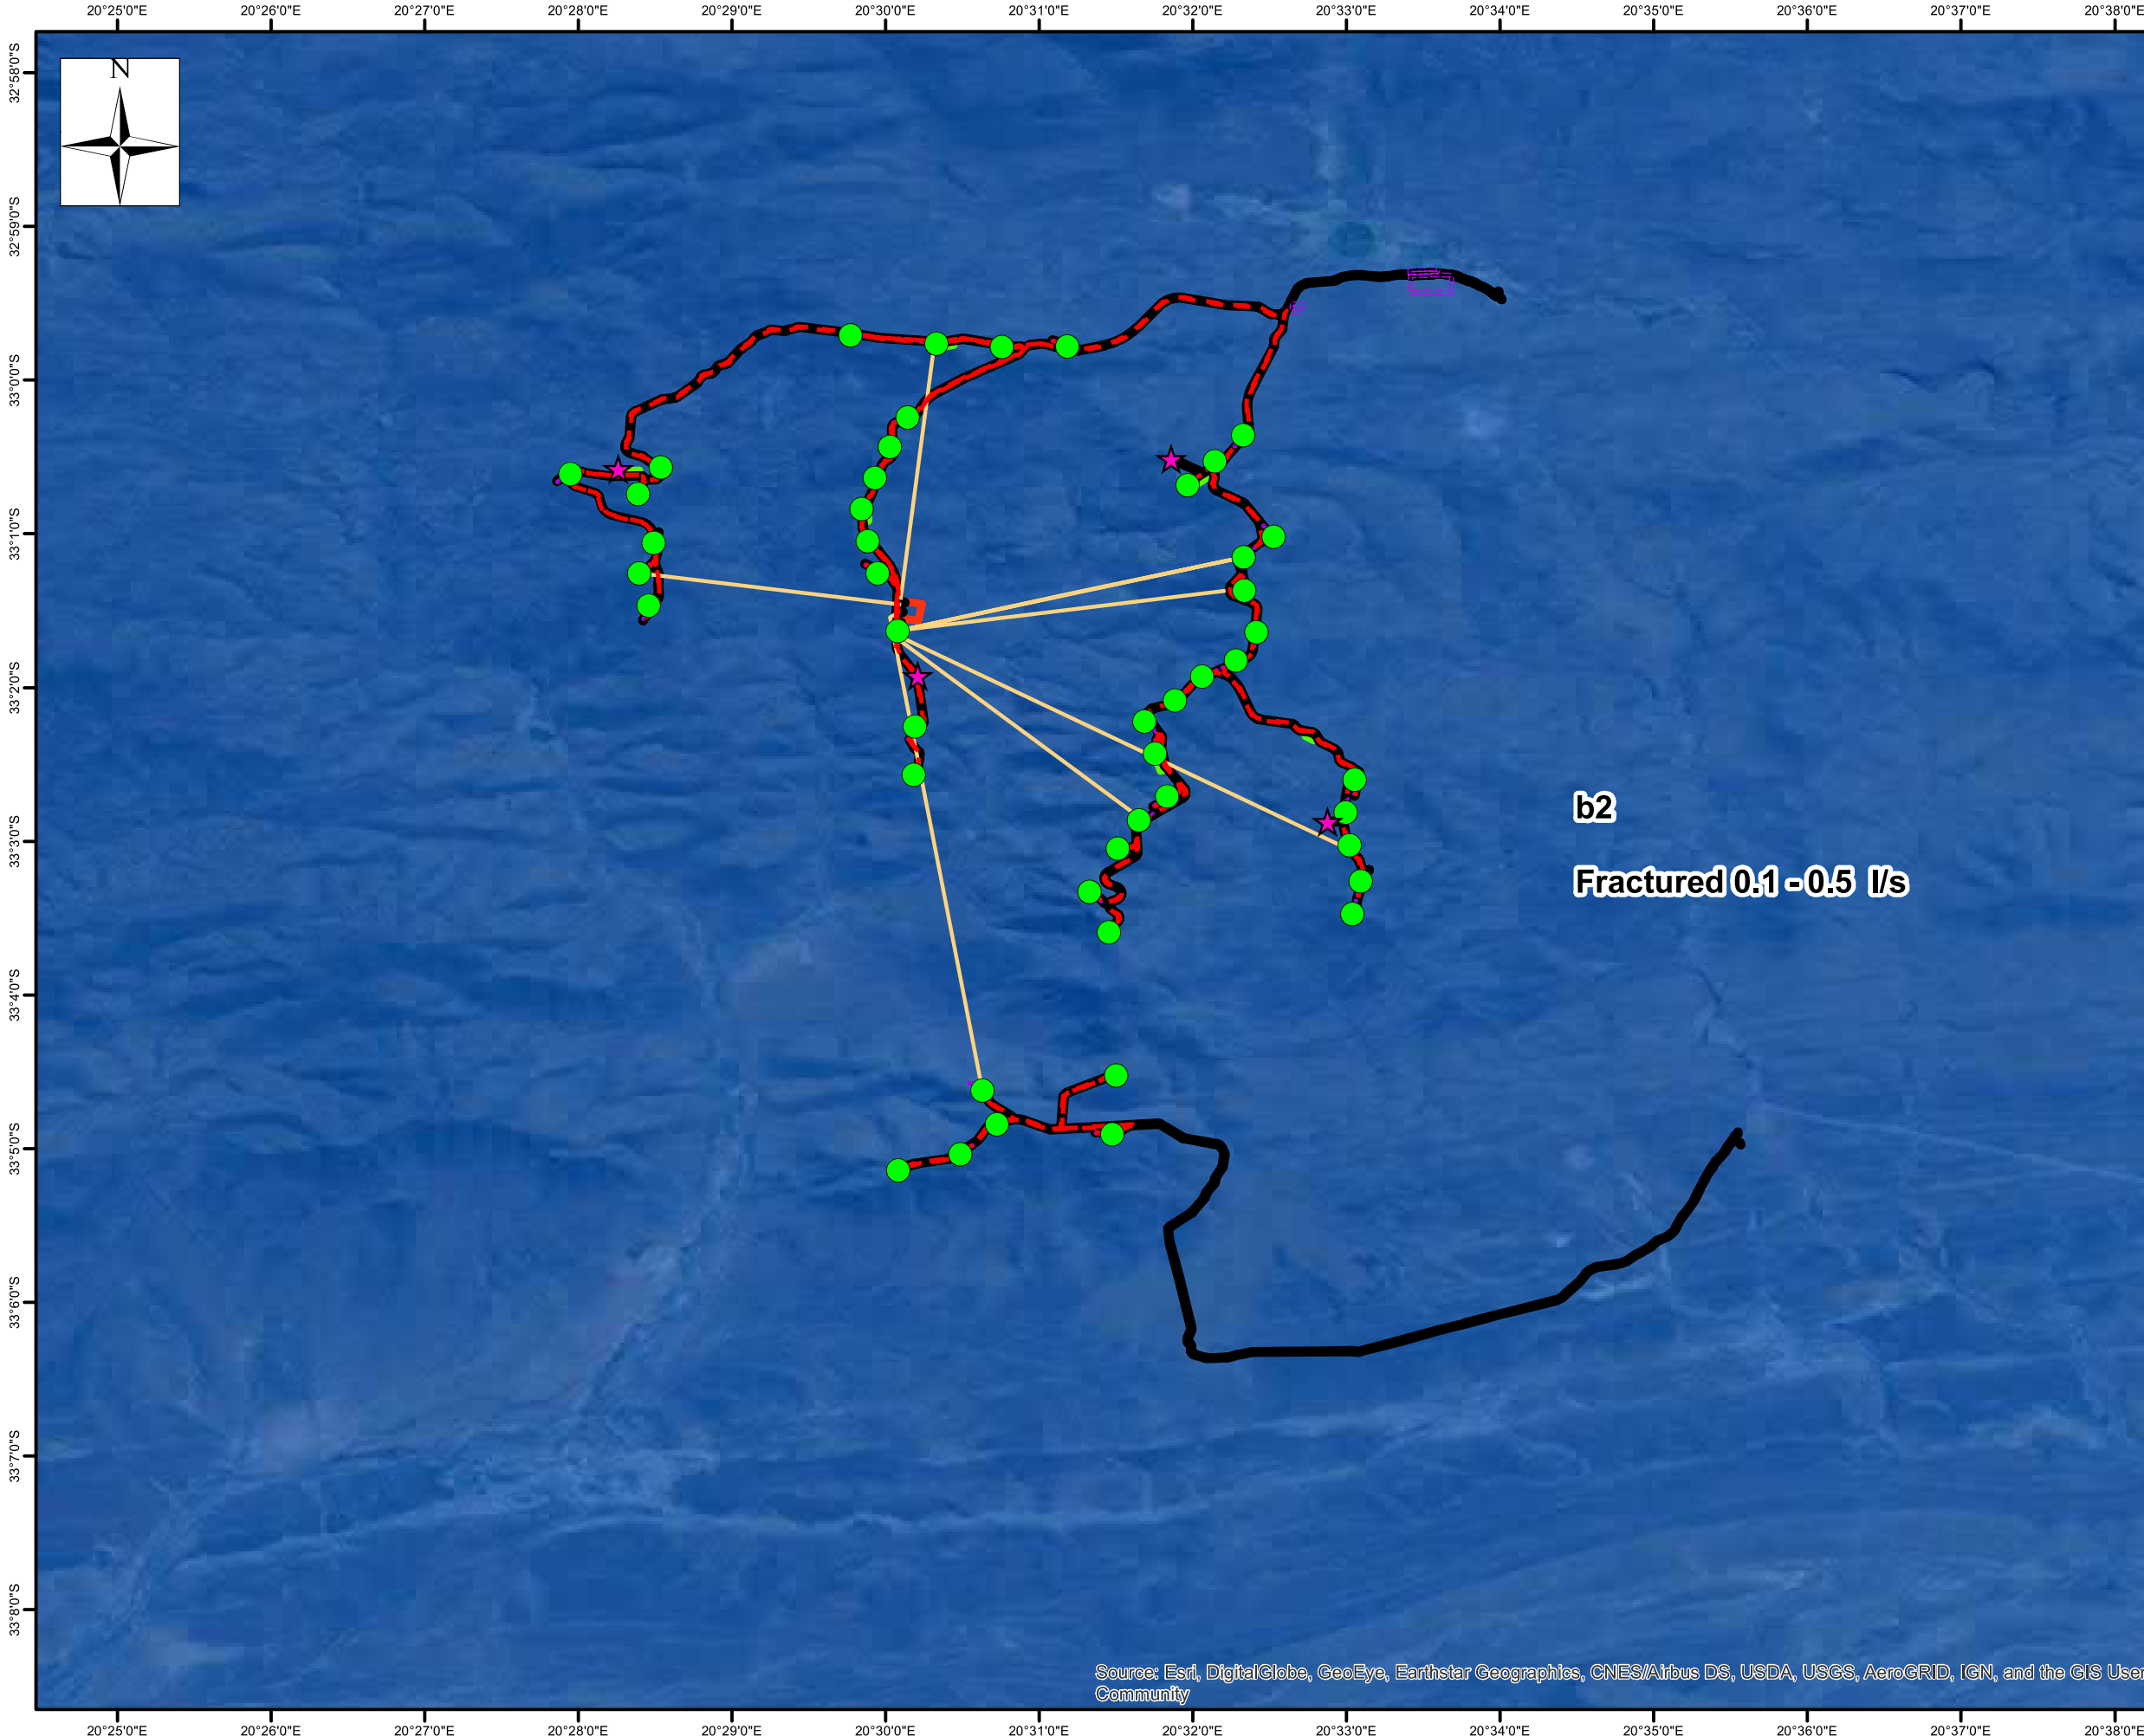 20°25'0"E 20°26'0"E 20°27'0"E 20°28'0"E 20°29'0"E 20°30'0"E 20°31'0"E 20°32'0"E 20°33'0"E 20°34'0"E 20°35'0"E 20°36'0"E 20°37'0"E 20°38'0"
N
32°58'0"S
32°59'0"S
33°0'0"S
33°1'0"S
33°2'0"S
33°3'0"S
33°4'0"S
33°5'0"S
33°6'0"S
33°7'0"S
33°8'0"S
b2
Fractured 0.1 - 0.5 l/s
Source: Esri, DigitalGlobe, GeoEye, Earthstar Geographics, CNES/Airbus DS, USDA, USGS, AeroGRID, IGN, and the GIS User
Community
20°25'0"E 20°26'0"E 20°27'0"E 20°28'0"E 20°29'0"E 20°30'0"E 20°31'0"E 20°32'0"E 20°33'0"E 20°34'0"E 20°35'0"E 20°36'0"E 20°37'0"E 20°38'0"